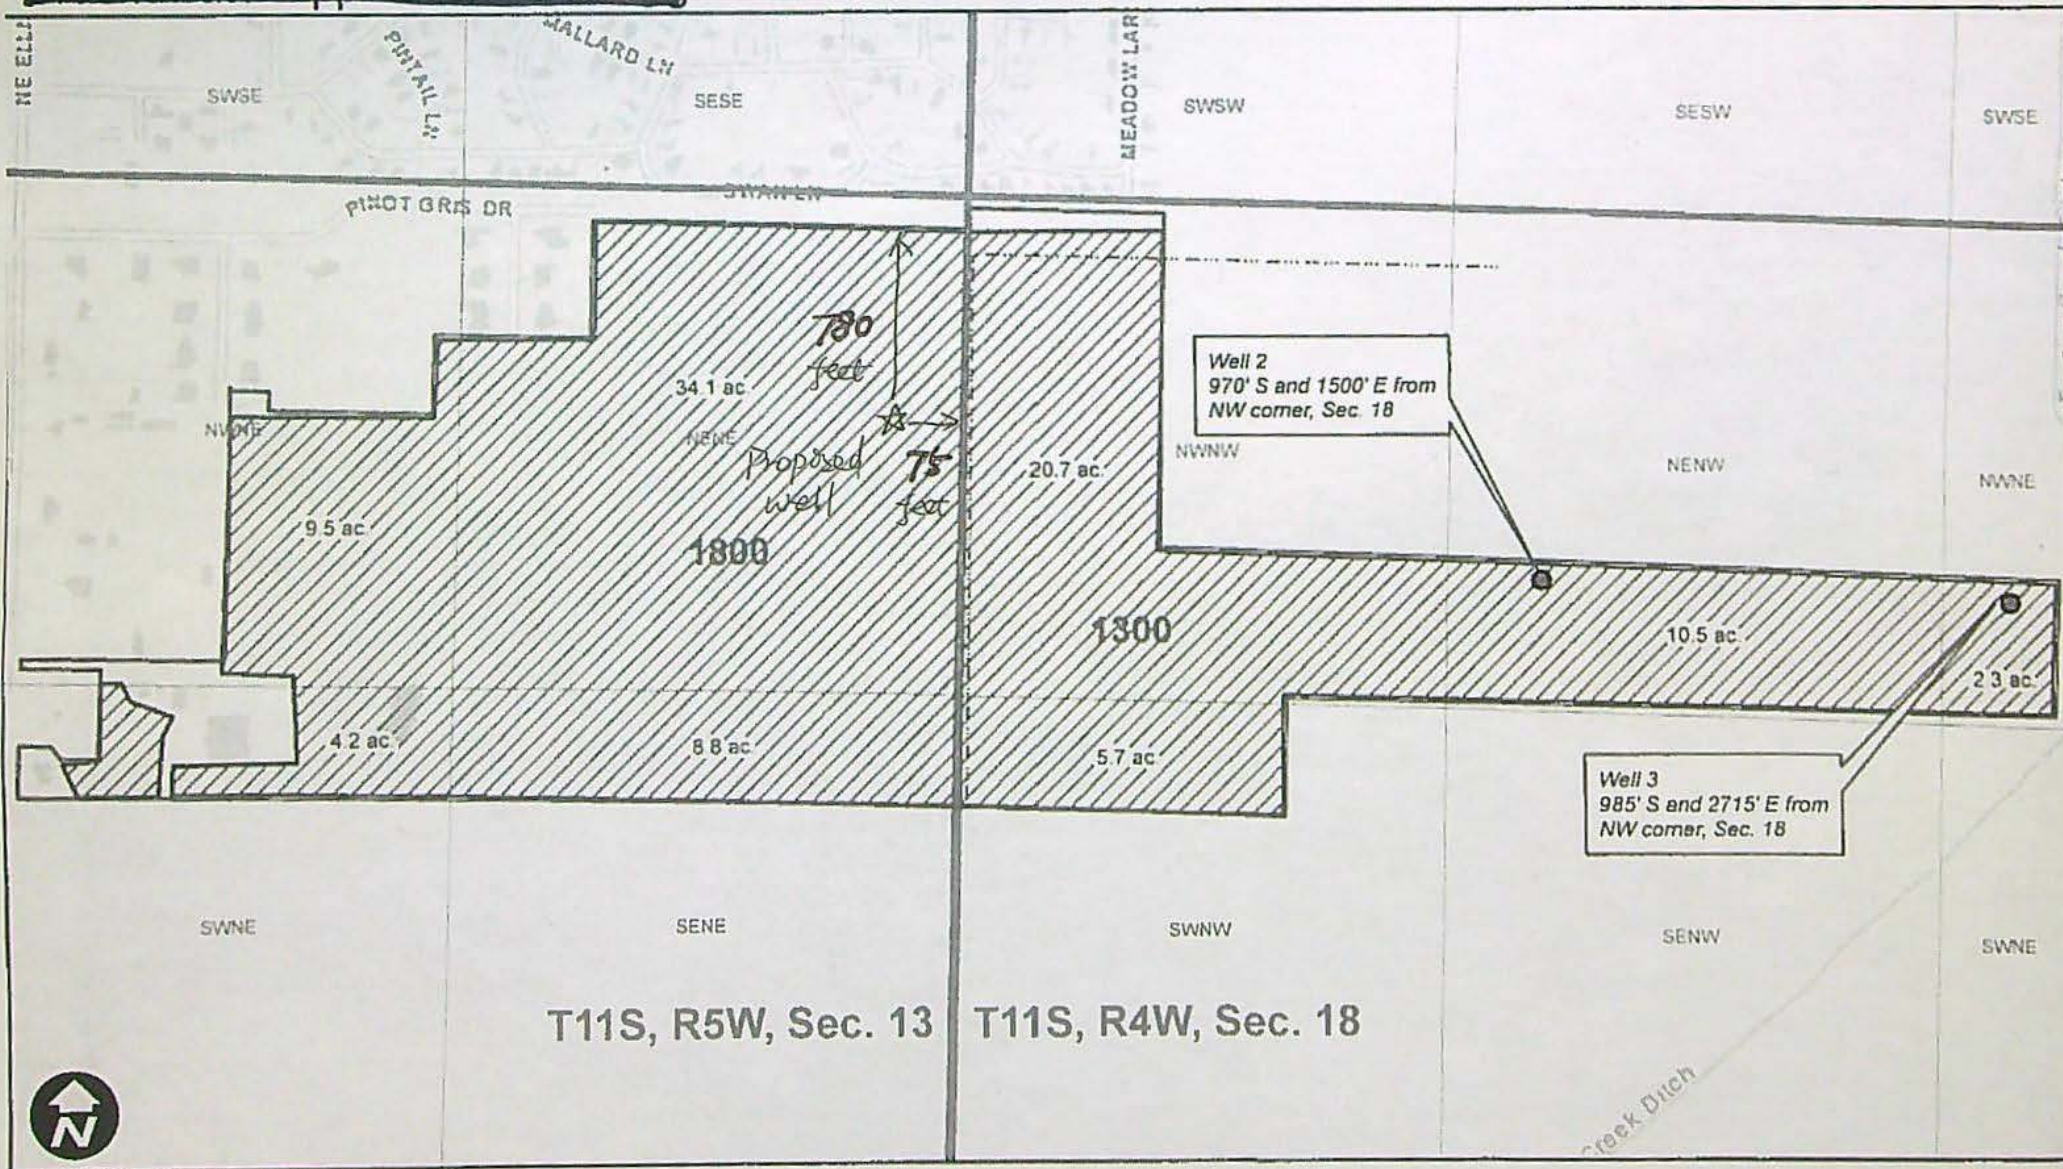 NE ELLI
PINTAIL LN
MALLARD LN
MEADOW LAR
SWSE
SESE
SWSW
SESW
SWSE
PINOT GRIS DR
SWAN LN
780
feet
34.1 ac.
Well 2
970' S and 1500' E from
NW corner, Sec. 18
NWNE
NENE
Proposed
well
75
feet
20.7 ac.
NWNW
NENW
NWNE
9.5 ac.
1800
1300
10.5 ac.
2.3 ac.
4.2 ac.
8.8 ac.
5.7 ac.
Well 3
985' S and 2715' E from
NW corner, Sec. 18
SWNE
SENE
SWNW
SENW
SWNE
T11S, R5W, Sec. 13
T11S, R4W, Sec. 18
Creek Ditch
N